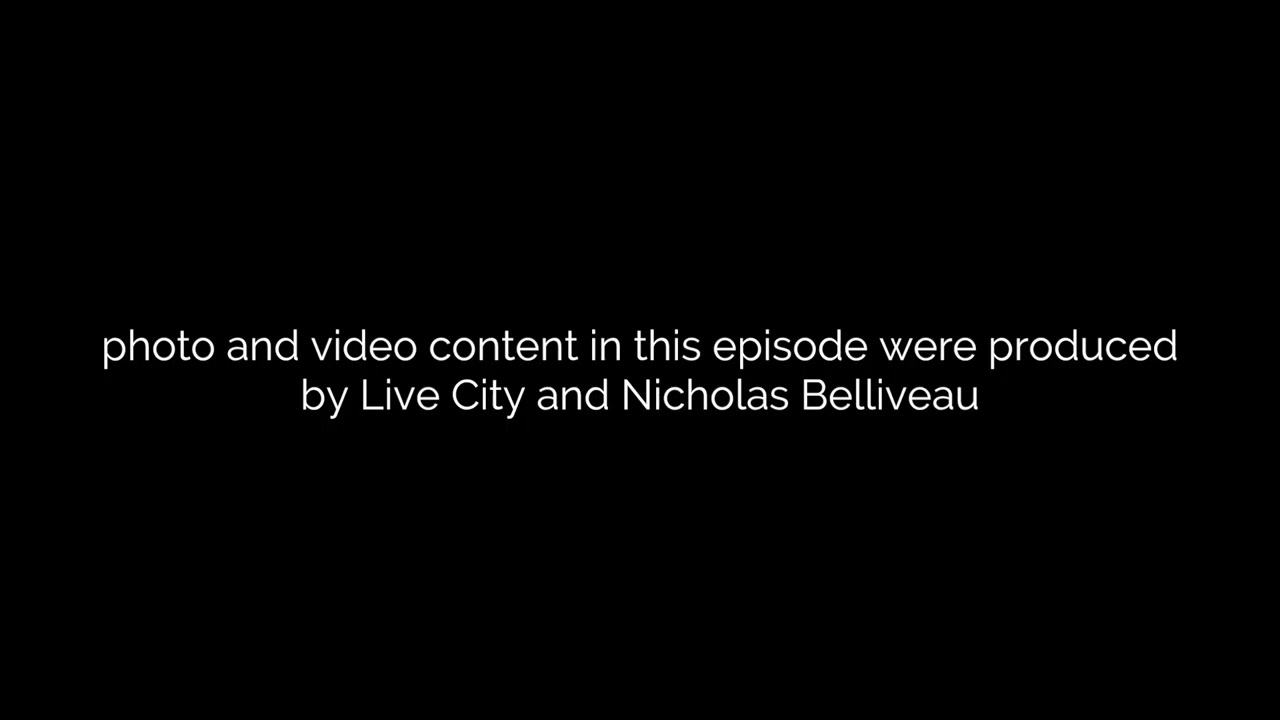 photo and video content in this episode were produced
by Live City and Nicholas Belliveau